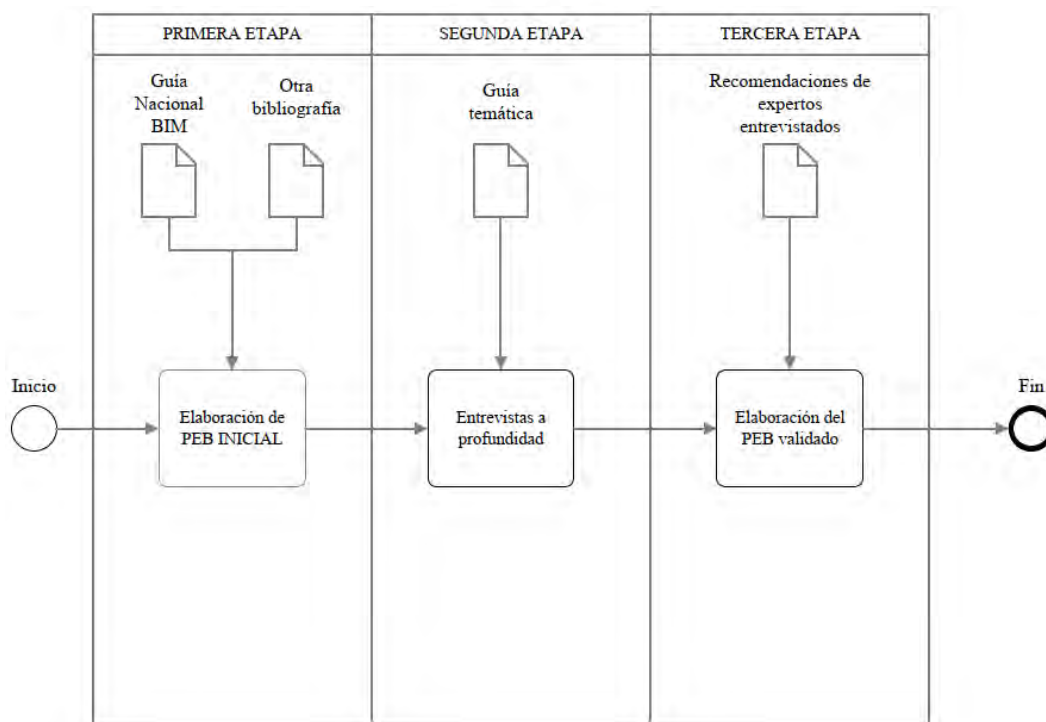 PRIMERA ETAPA
SEGUNDA ETAPA
TERCERA ETAPA
Guía
Nacional
BIM
Otra
bibliografía
Guía
temática
Recomendaciones de
expertos
entrevistados
Inicio
Elaboración de
PEB INICIAL
Entrevistas a
profundidad
Elaboración del
PEB validado
Fin